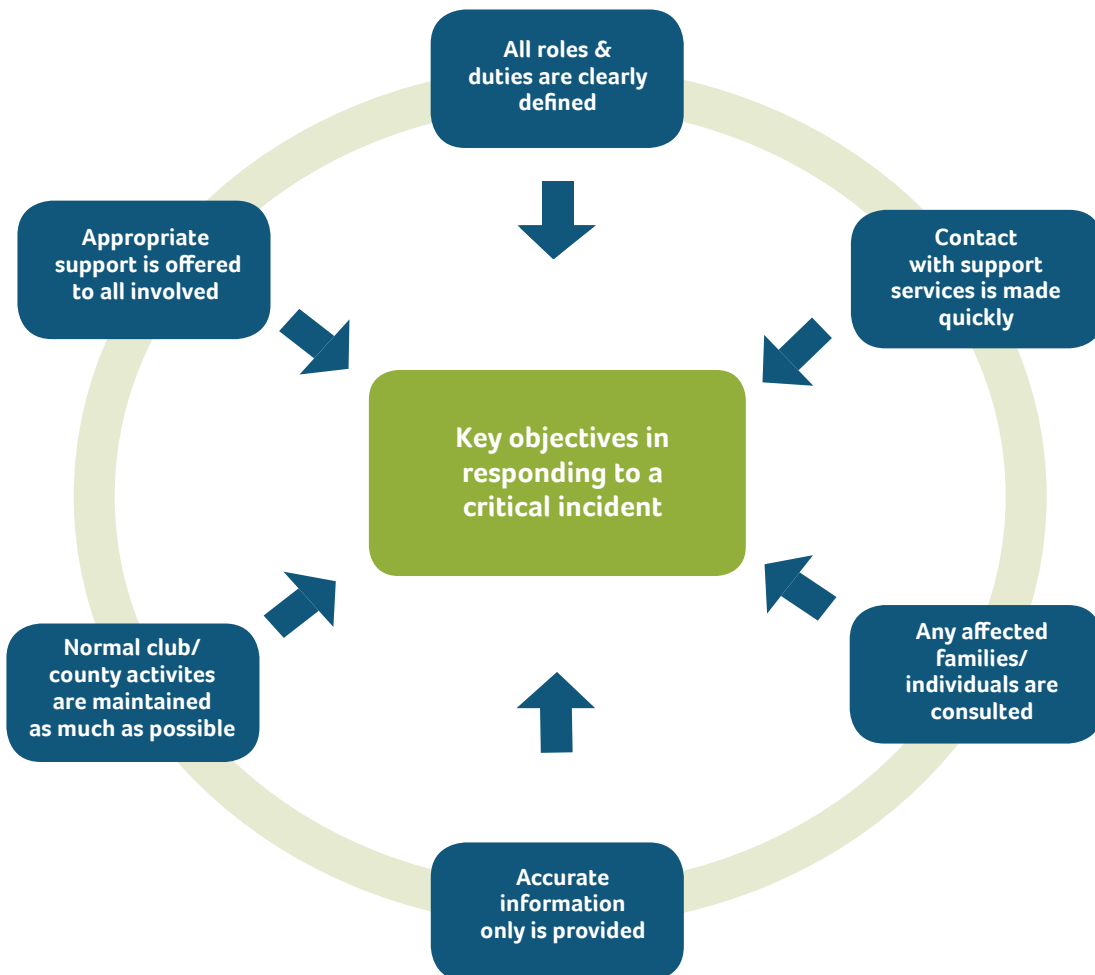 All roles &
duties are clearly
defined
Appropriate
support is offered
to all involved
Contact
with support
services is made
quickly
Key objectives in
responding to a
critical incident
Normal club/
county activites
are maintained
as much as possible
Any affected
families/
individuals are
consulted
Accurate
information
only is provided